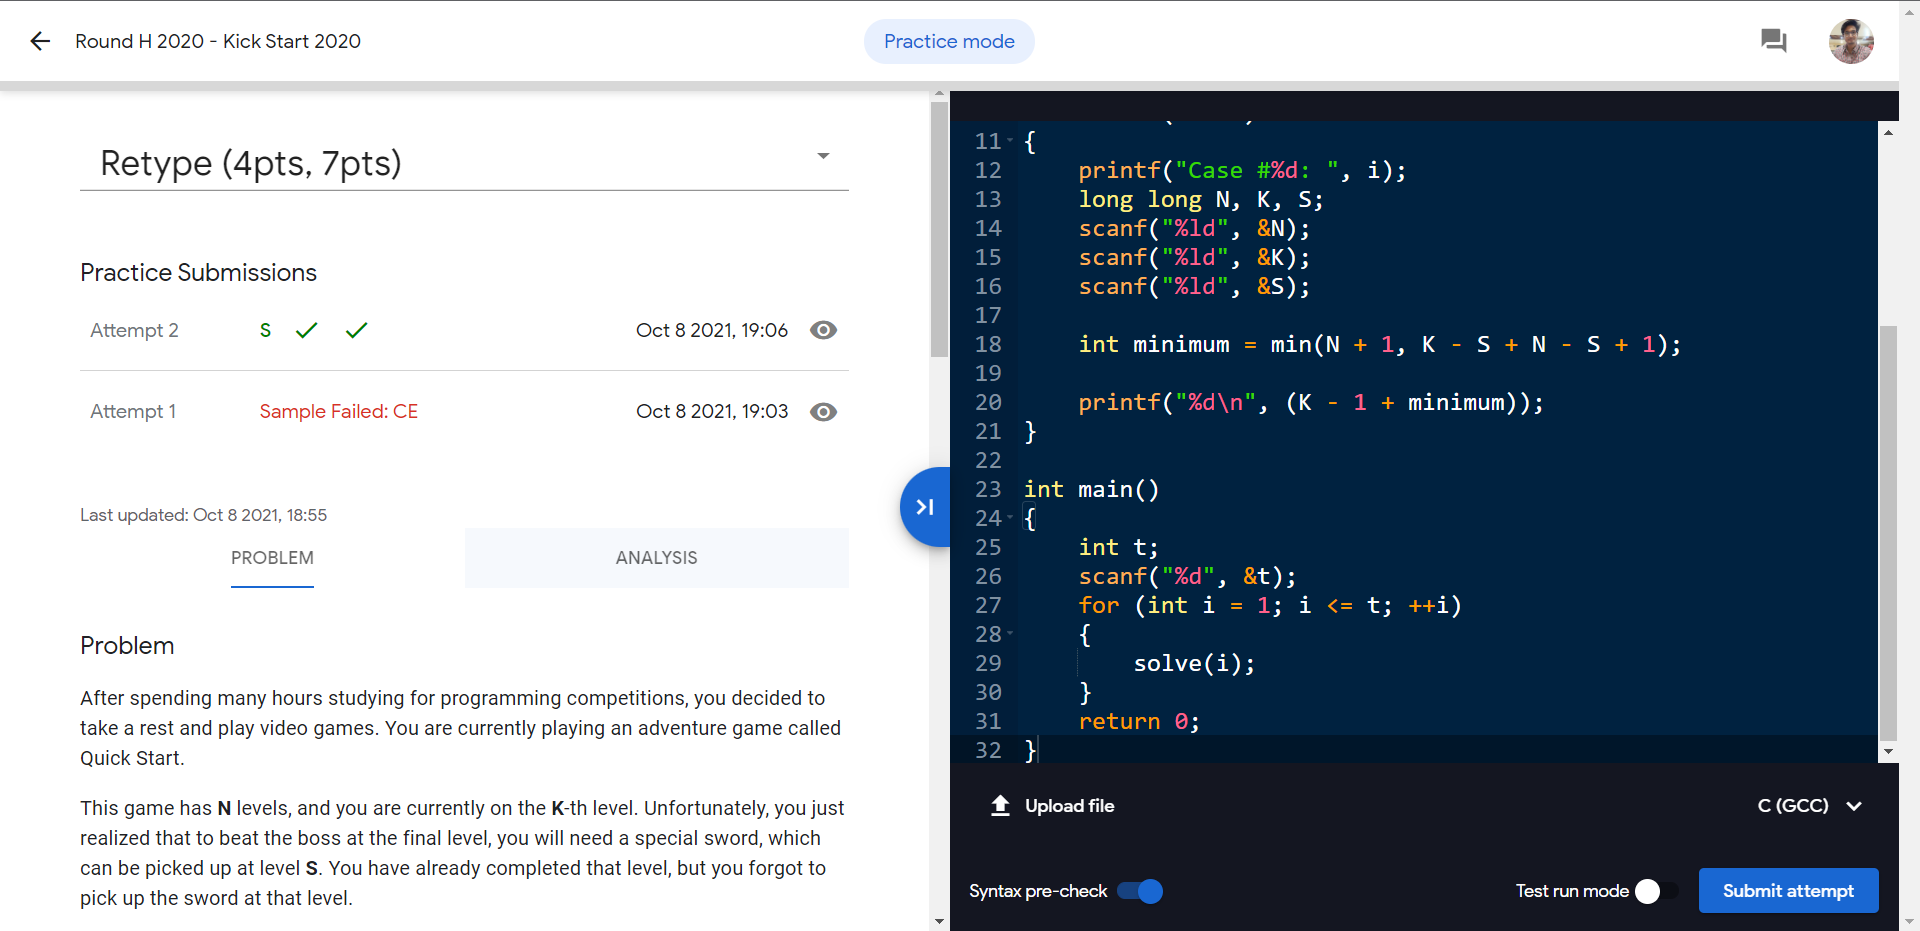 Round H 2020 - Kick Start 2020
Practice mode
Retype (4pts, 7pts)
Practice Submissions
Attempt 2 S Oct 8 2021, 19:06
Attempt 1 Sample Failed: CE Oct 8 2021, 19:03
Last updated: Oct 8 2021, 18:55
PROBLEM ANALYSIS
Problem
After spending many hours studying for programming competitions, you decided to
take a rest and play video games. You are currently playing an adventure game called
Quick Start.
This game has N levels, and you are currently on the K-th level. Unfortunately, you just
realized that to beat the boss at the final level, you will need a special sword, which
can be picked up at level S. You have already completed that level, but you forgot to
pick up the sword at that level.
11 {
12     printf("Case #%d: ", i);
13     long long N, K, S;
14     scanf("%ld", &N);
15     scanf("%ld", &K);
16     scanf("%ld", &S);
17
18     int minimum = min(N + 1, K - S + N - S + 1);
19
20     printf("%d\n", (K - 1 + minimum));
21 }
22
23 int main()
24 {
25     int t;
26     scanf("%d", &t);
27     for (int i = 1; i <= t; ++i)
28     {
29         solve(i);
30     }
31     return 0;
32 }
Upload file
C (GCC)
Syntax pre-check
Test run mode
Submit attempt